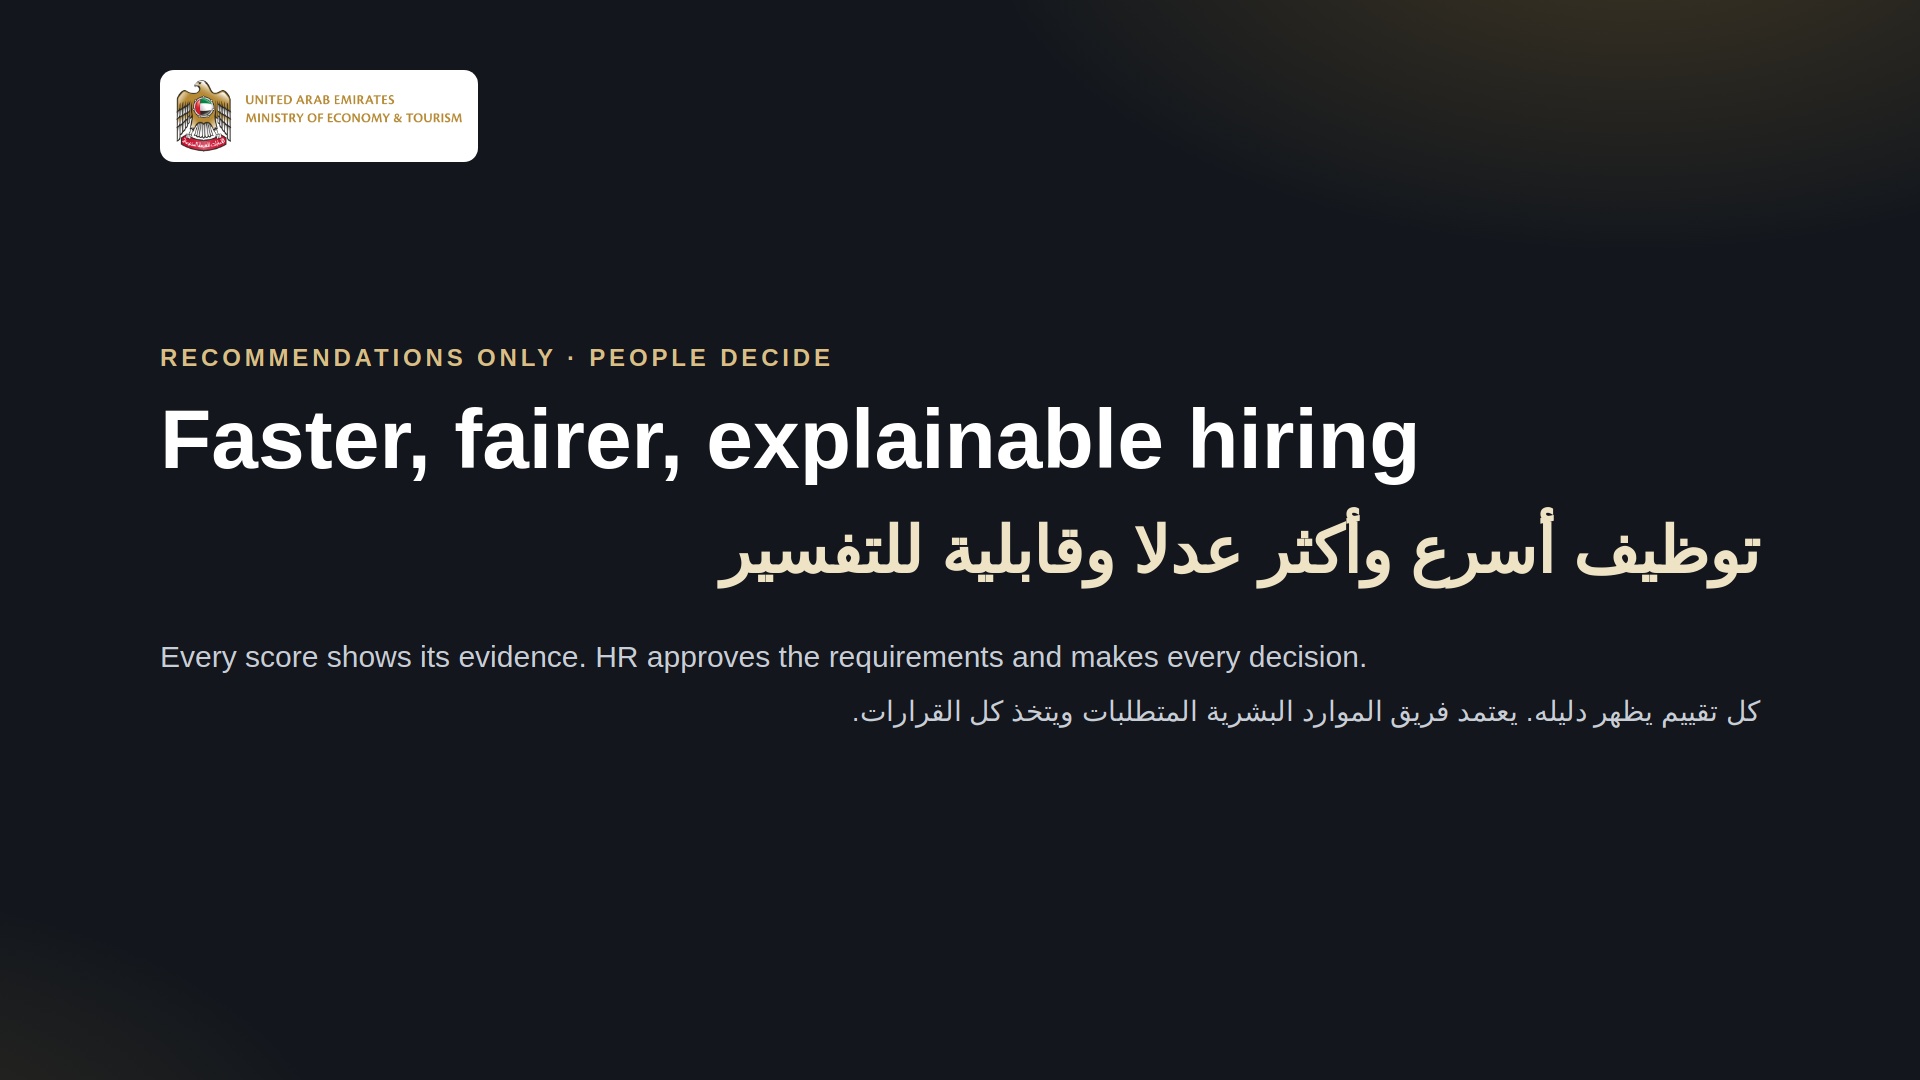 UNITED ARAB EMIRATES
MINISTRY OF ECONOMY & TOURISM
RECOMMENDATIONS ONLY · PEOPLE DECIDE
Faster, fairer, explainable hiring
توظيف أسرع وأكثر عدلا وقابلية للتفسير
Every score shows its evidence. HR approves the requirements and makes every decision.
كل تقييم يظهر دليله. يعتمد فريق الموارد البشرية المتطلبات ويتخذ كل القرارات.